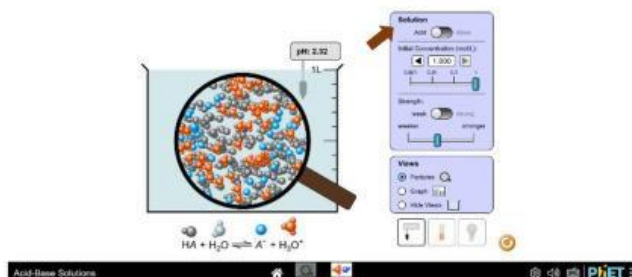 pH: 2.32
1L
HA + H₂O ⇌ A⁻ + H₃O⁺
Solution
Acid Base
Initial Concentration (mol/L):
1.000
0.001 0.01 0.1 1
Strength:
weak strong
weaker stronger
Views
Particles
Graph
Hide Views
Acid-Base Solutions
PhET